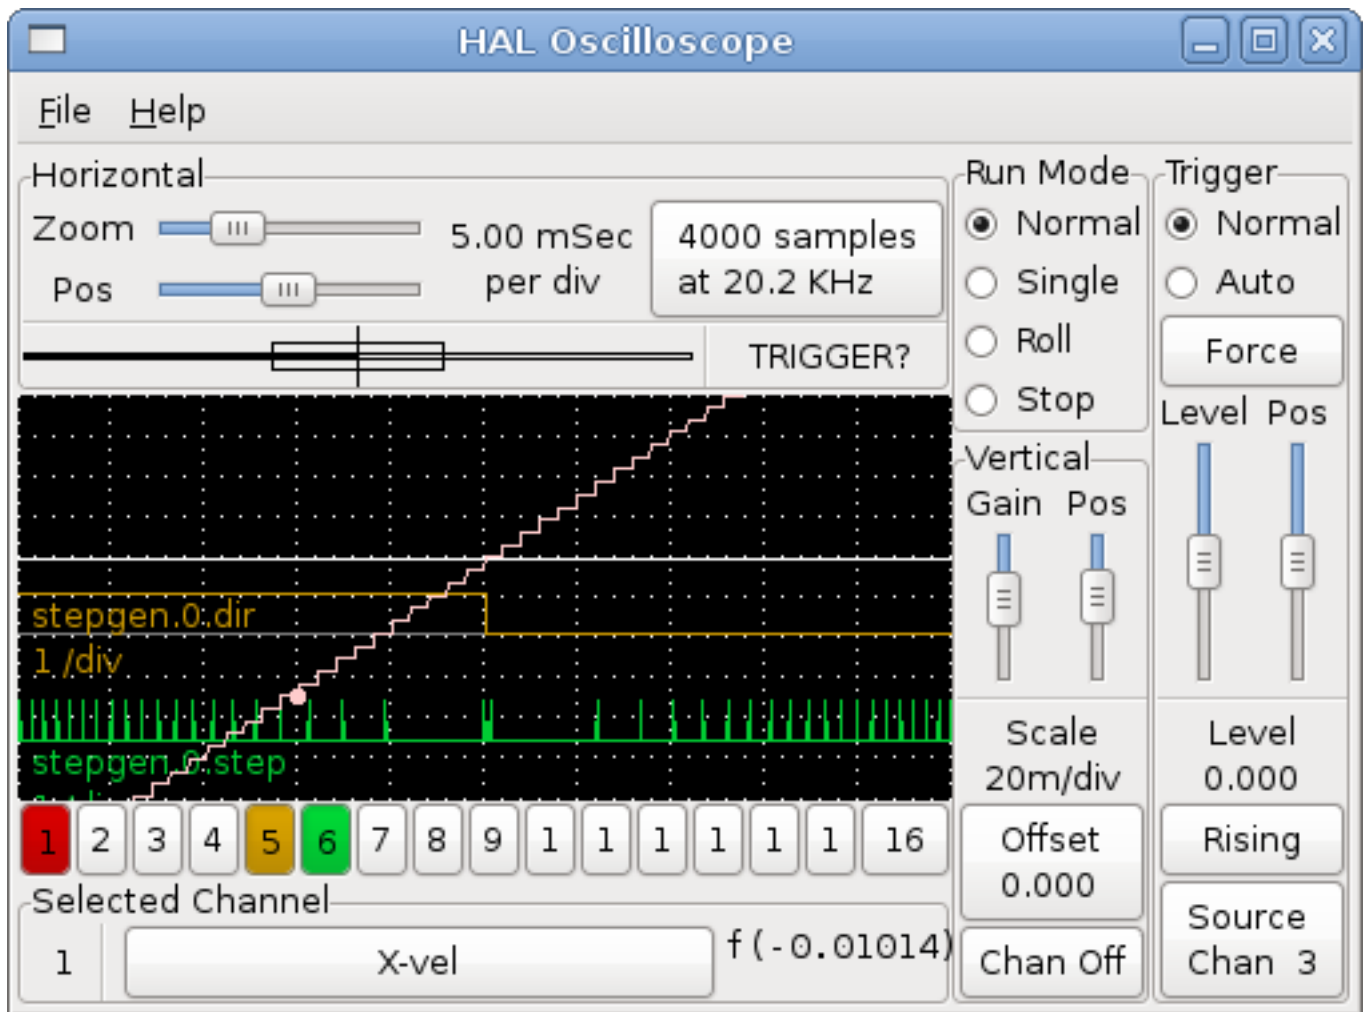 HAL Oscilloscope
File Help
Horizontal
Zoom
Pos
5.00 mSec
per div
4000 samples
at 20.2 KHz
TRIGGER?
Run Mode
Normal
Single
Roll
Stop
Trigger
Normal
Auto
Force
Level Pos
Vertical
Gain Pos
stepgen.0.dir
1 /div
stepgen.0.step
Scale
20m/div
Offset
0.000
Chan Off
Level
0.000
Rising
Source
Chan 3
1 2 3 4 5 6 7 8 9 1 1 1 1 1 1 16
Selected Channel
1 X-vel f(-0.01014)